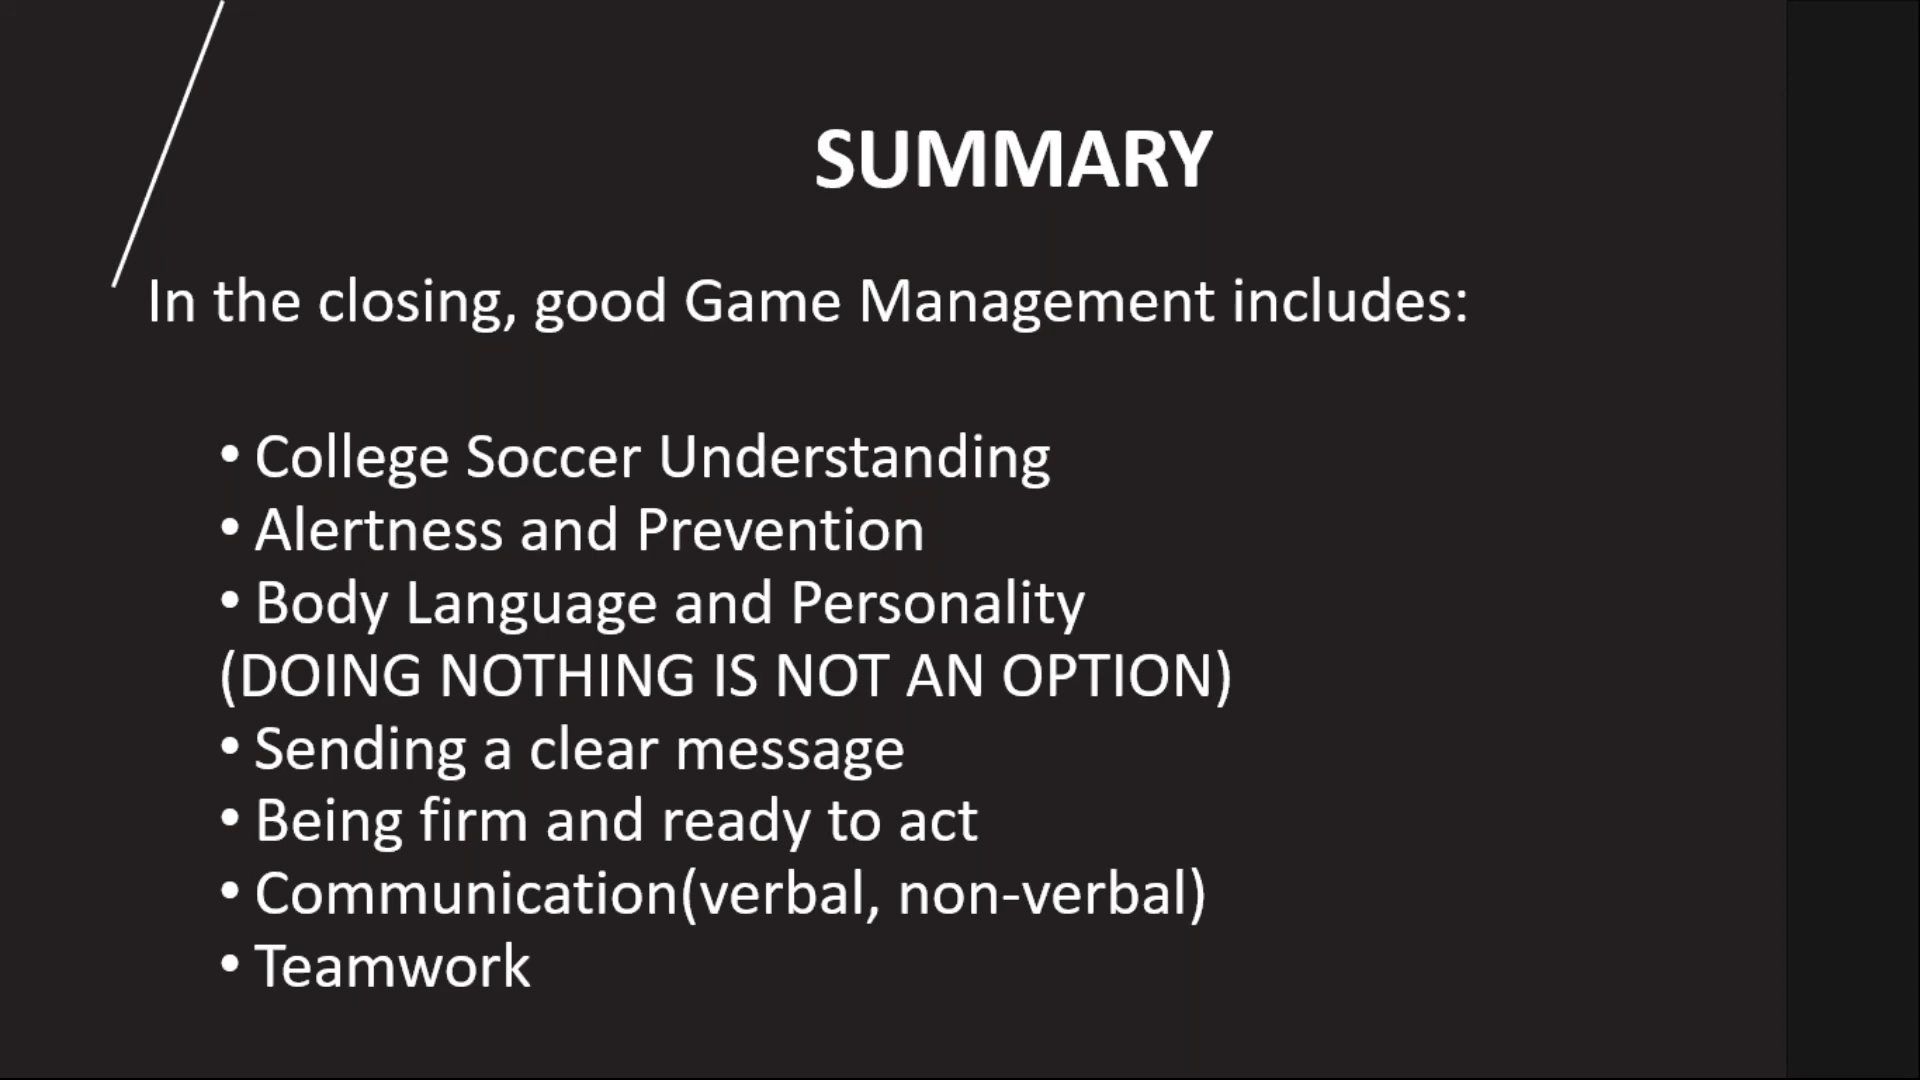 SUMMARY
In the closing, good Game Management includes:
• College Soccer Understanding
• Alertness and Prevention
• Body Language and Personality
(DOING NOTHING IS NOT AN OPTION)
• Sending a clear message
• Being firm and ready to act
• Communication(verbal, non-verbal)
• Teamwork